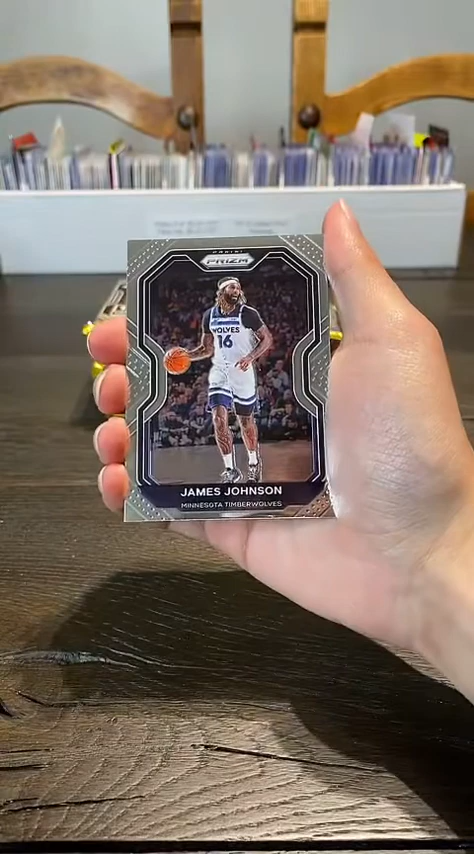 PANINI
PRIZM
WOLVES
16
JAMES JOHNSON
MINNESOTA TIMBERWOLVES